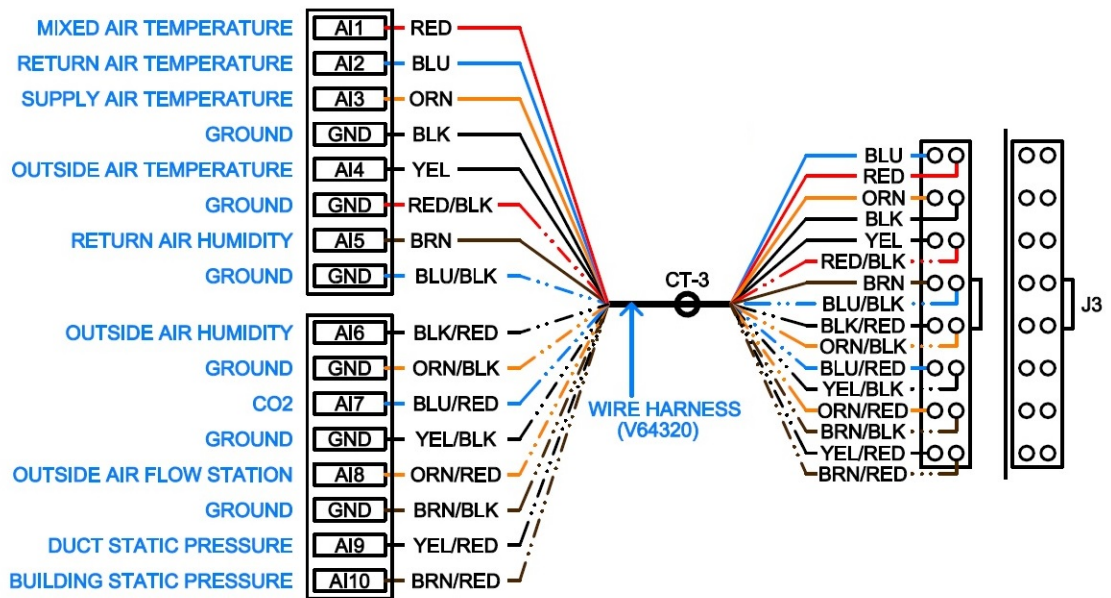 MIXED AIR TEMPERATURE AI1 RED
RETURN AIR TEMPERATURE AI2 BLU
SUPPLY AIR TEMPERATURE AI3 ORN
GROUND GND BLK
OUTSIDE AIR TEMPERATURE AI4 YEL
GROUND GND RED/BLK
RETURN AIR HUMIDITY AI5 BRN
GROUND GND BLU/BLK
OUTSIDE AIR HUMIDITY AI6 BLK/RED
GROUND GND ORN/BLK
CO2 AI7 BLU/RED
GROUND GND YEL/BLK
OUTSIDE AIR FLOW STATION AI8 ORN/RED
GROUND GND BRN/BLK
DUCT STATIC PRESSURE AI9 YEL/RED
BUILDING STATIC PRESSURE AI10 BRN/RED
CT-3
WIRE HARNESS
(V64320)
BLU
RED
ORN
BLK
YEL
RED/BLK
BRN
BLU/BLK
BLK/RED
ORN/BLK
BLU/RED
YEL/BLK
ORN/RED
BRN/BLK
YEL/RED
BRN/RED
J3